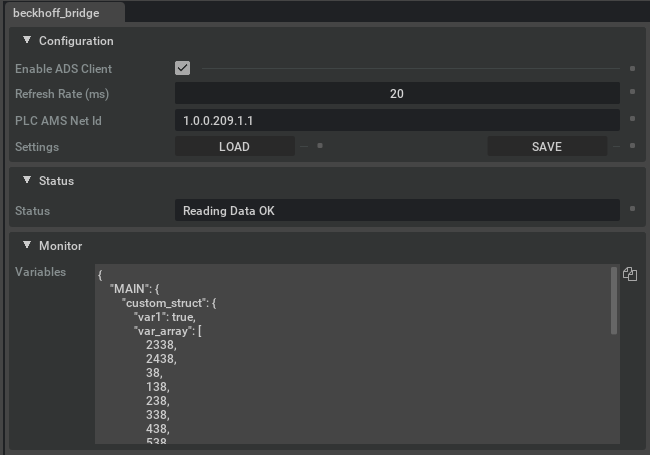 beckhoff_bridge
Configuration
Enable ADS Client
Refresh Rate (ms) 20
PLC AMS Net Id 1.0.0.209.1.1
Settings LOAD SAVE
Status
Status Reading Data OK
Monitor
Variables {
"MAIN": {
"custom_struct": {
"var1": true,
"var_array": [
2338,
2438,
38,
138,
238,
338,
438,
538